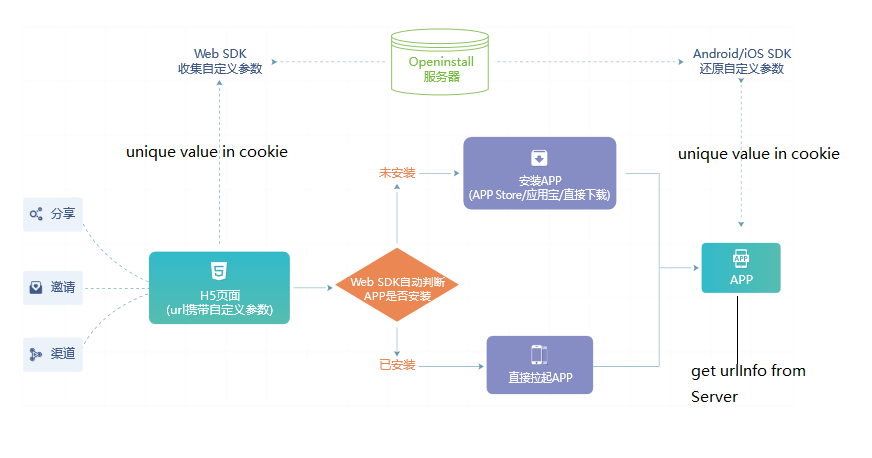 Web SDK
收集自定义参数
Openinstall
服务器
Android/iOS SDK
还原自定义参数
unique value in cookie
unique value in cookie
未安装
安装APP
(APP Store/应用宝/直接下载)
分享
邀请
渠道
5
H5页面
(url携带自定义参数)
Web SDK自动判断
APP是否安装
APP
APP
已安装
直接拉起APP
get urlInfo from
Server